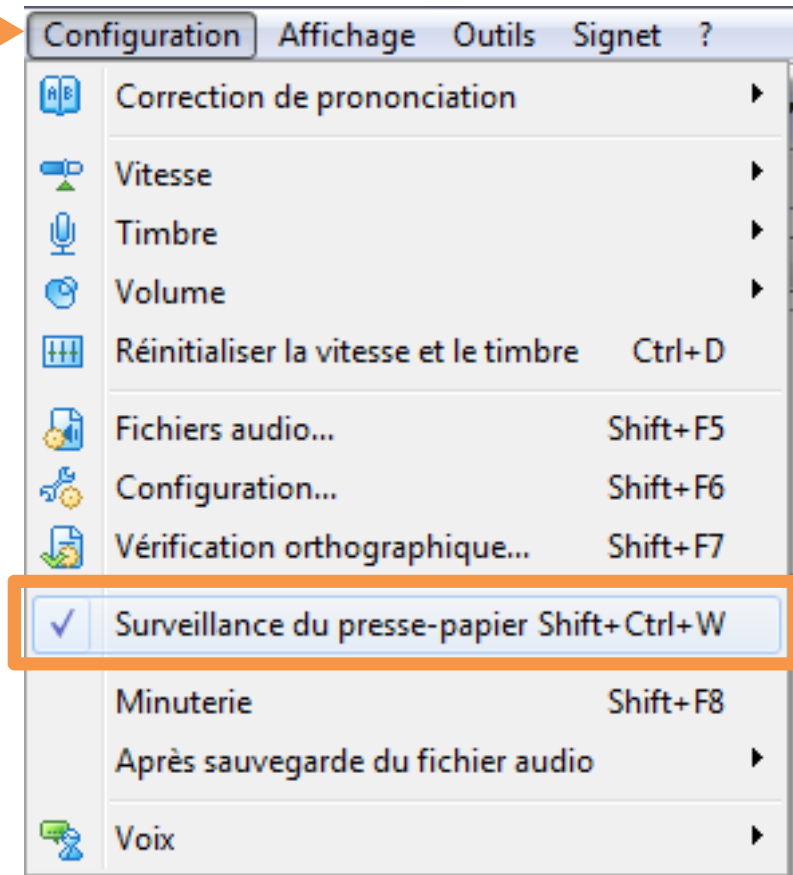 Configuration Affichage Outils Signet ?
Correction de prononciation
Vitesse
Timbre
Volume
Réinitialiser la vitesse et le timbre Ctrl+D
Fichiers audio... Shift+F5
Configuration... Shift+F6
Vérification orthographique... Shift+F7
Surveillance du presse-papier Shift+Ctrl+W
Minuterie Shift+F8
Après sauvegarde du fichier audio
Voix